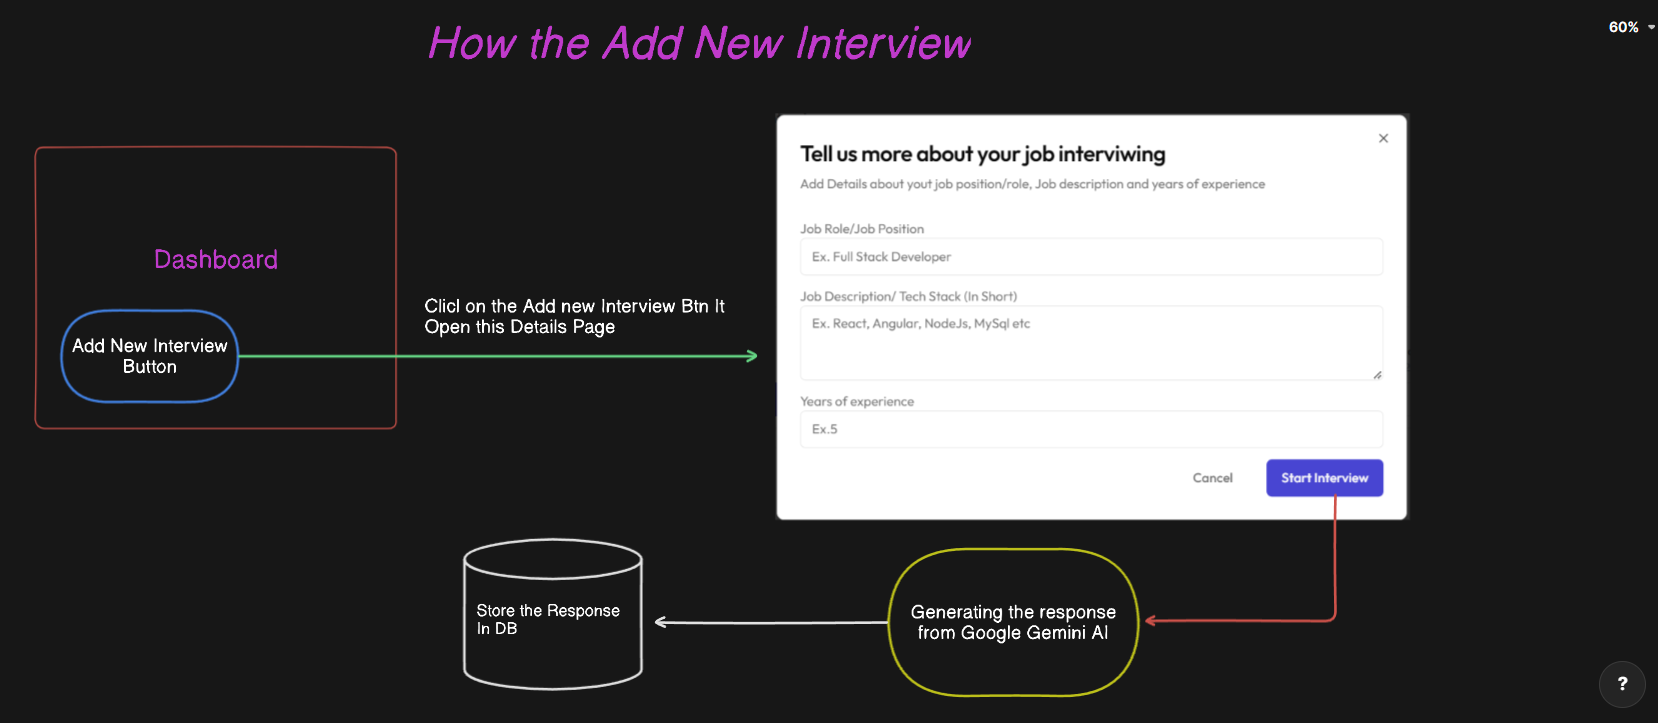 How the Add New Interview
60%
Tell us more about your job interviwing
Add Details about yout job position/role, Job description and years of experience
Job Role/Job Position
Ex. Full Stack Developer
Job Description/ Tech Stack (In Short)
Ex. React, Angular, NodeJs, MySql etc
Years of experience
Ex.5
Cancel
Start Interview
Dashboard
Add New Interview
Button
Clicl on the Add new Interview Btn It
Open this Details Page
Generating the response
from Google Gemini AI
Store the Response
In DB
?